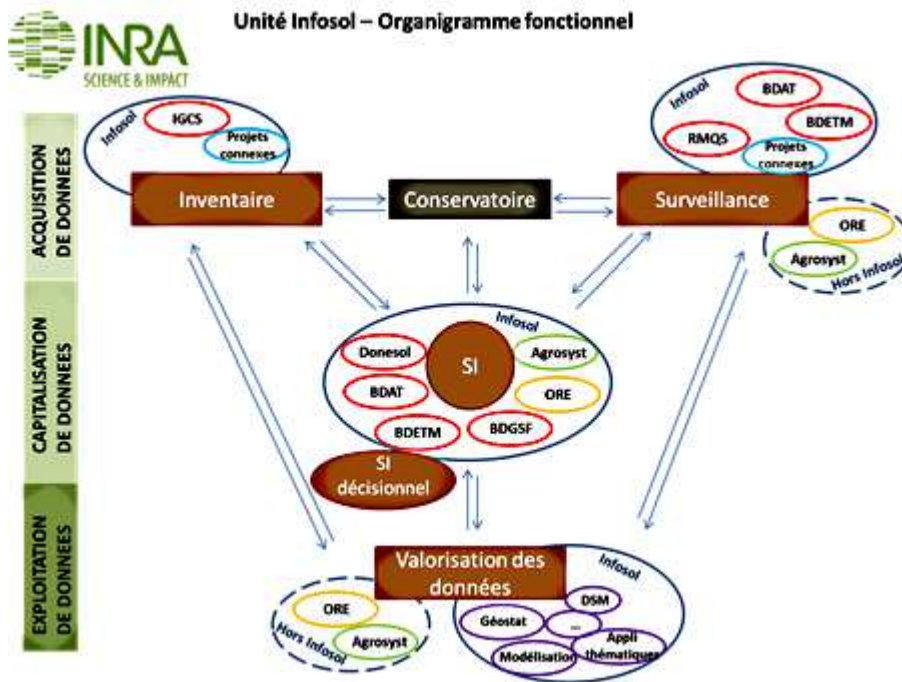 Unité Infosol – Organigramme fonctionnel
INRA
SCIENCE & IMPACT
ACQUISITION
DE DONNEES
CAPITALISATION
DE DONNEES
EXPLOITATION
DE DONNEES
Infosol
IGCS
Projets
connexes
Inventaire
Conservatoire
Infosol
BDAT
BDETM
RMQS
Projets
connexes
Surveillance
ORE
Agrosyst
Hors Infosol
Infosol
Donesol
SI
Agrosyst
BDAT
ORE
BDETM
BDGSF
SI
décisionnel
Valorisation des
données
Infosol
ORE
Agrosyst
Hors Infosol
DSM
Géostat
...
Appli
thématiques
Modélisation